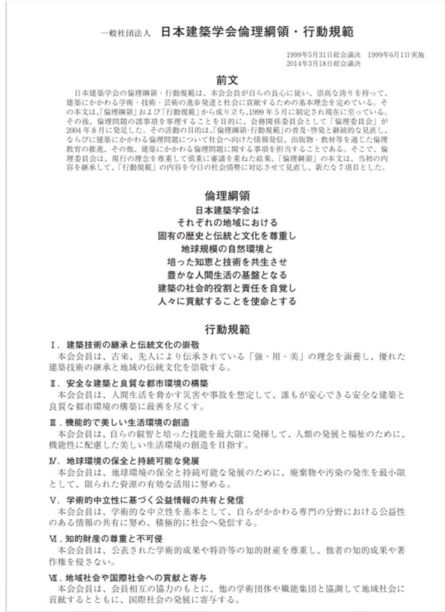 一般社団法人 日本建築学会倫理綱領・行動規範
1999年5月31日総会議決 1999年6月1日実施
2014年3月18日総会議決
前文
日本建築学会の倫理綱領・行動規範は、本会会員が自らの良心に従い、崇高な誇りを持って、
建築にかかわる学術・技術・芸術の進歩発達と社会に貢献するための基本理念を定めている。そ
の本文は、「倫理綱領」および「行動規範」から成り立ち、1999年5月に制定され現在に至っている。
その後、倫理問題の諸事項を掌理することを目的に、会務関係委員会として「倫理委員会」が
2004年8月に発足した。その活動の目的は、「倫理綱領・行動規範」の普及・啓発と継続的な見直し、
ならびに建築にかかわる倫理問題について社会へ向けた情報発信、出版物・教材等を通じた倫理
教育の推進、その他、建築にかかわる倫理問題に関する事項を担当することである。そこで、倫
理委員会は、現行の理念を尊重して慎重に審議を重ねた結果、「倫理綱領」の本文は、当初の内
容を継承して、「行動規範」の内容を今日の社会情勢に対応させて見直し、新たな7項目とした。
倫理綱領
日本建築学会は
それぞれの地域における
固有の歴史と伝統と文化を尊重し
地球規模の自然環境と
培った知恵と技術を共生させ
豊かな人間生活の基盤となる
建築の社会的役割と責任を自覚し
人々に貢献することを使命とする
行動規範
Ⅰ. 建築技術の継承と伝統文化の崇敬
本会会員は、古来、先人により伝承されている「強・用・美」の理念を涵養し、優れた
建築技術の継承と地域の伝統文化を崇敬する。
Ⅱ. 安全な建築と良質な都市環境の構築
本会会員は、人間生活を脅かす災害や事故を想定して、誰もが安心できる安全な建築と
良質な都市環境の構築に最善を尽くす。
Ⅲ. 機能的で美しい生活環境の創造
本会会員は、自らの叡智と培った技能を最大限に発揮して、人類の発展と福祉のために、
機能性に配慮した美しい生活環境の創造を目指す。
Ⅳ. 地球環境の保全と持続可能な発展
本会会員は、地球環境の保全と持続可能な発展のために、廃棄物や汚染の発生を最小限
として、限られた資源の有効な活用に努める。
Ⅴ. 学術的中立性に基づく公益情報の共有と発信
本会会員は、学術的な中立性を基本として、自らがかかわる専門の分野における公益性
のある情報の共有に努め、積極的に社会へ発信する。
Ⅵ. 知的財産の尊重と不可侵
本会会員は、公表された学術的成果や特許等の知的財産を尊重し、他者の知的成果や著
作権を侵さない。
Ⅶ. 地域社会や国際社会への貢献と寄与
本会会員は、会員相互の協力のもとに、他の学術団体や職能集団と協調して地域社会に
貢献するとともに、国際社会の発展に寄与する。